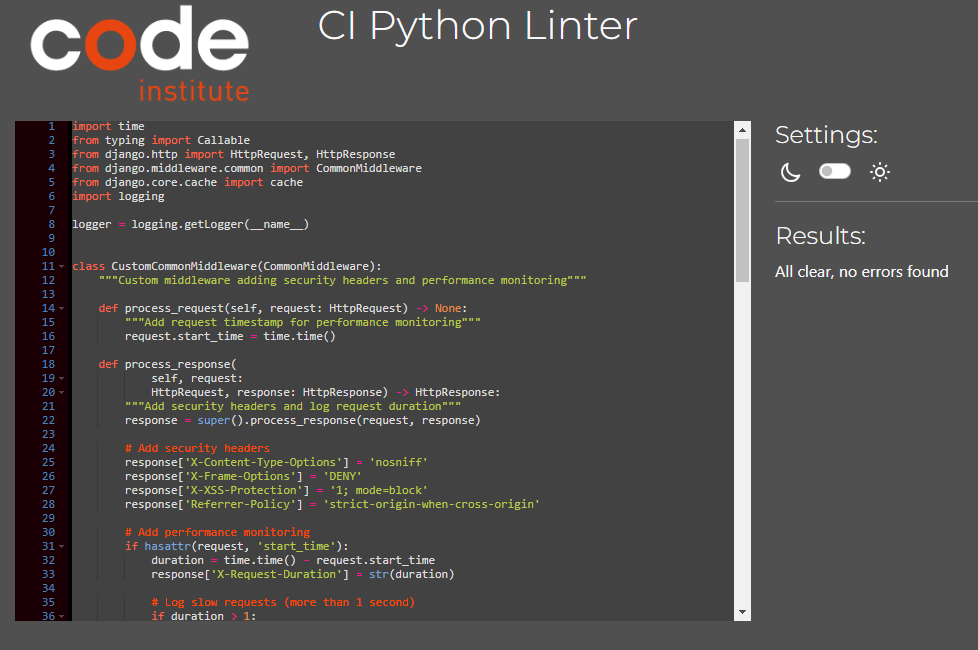 code
institute
CI Python Linter
1 import time
2 from typing import Callable
3 from django.http import HttpRequest, HttpResponse
4 from django.middleware.common import CommonMiddleware
5 from django.core.cache import cache
6 import logging
7
8 logger = logging.getLogger(__name__)
9
10
11 class CustomCommonMiddleware(CommonMiddleware):
12     """Custom middleware adding security headers and performance monitoring"""
13
14     def process_request(self, request: HttpRequest) -> None:
15         """Add request timestamp for performance monitoring"""
16         request.start_time = time.time()
17
18     def process_response(
19             self, request:
20             HttpRequest, response: HttpResponse) -> HttpResponse:
21         """Add security headers and log request duration"""
22         response = super().process_response(request, response)
23
24         # Add security headers
25         response['X-Content-Type-Options'] = 'nosniff'
26         response['X-Frame-Options'] = 'DENY'
27         response['X-XSS-Protection'] = '1; mode=block'
28         response['Referrer-Policy'] = 'strict-origin-when-cross-origin'
29
30         # Add performance monitoring
31         if hasattr(request, 'start_time'):
32             duration = time.time() - request.start_time
33             response['X-Request-Duration'] = str(duration)
34
35             # Log slow requests (more than 1 second)
36             if duration > 1:
Settings:
Results:
All clear, no errors found